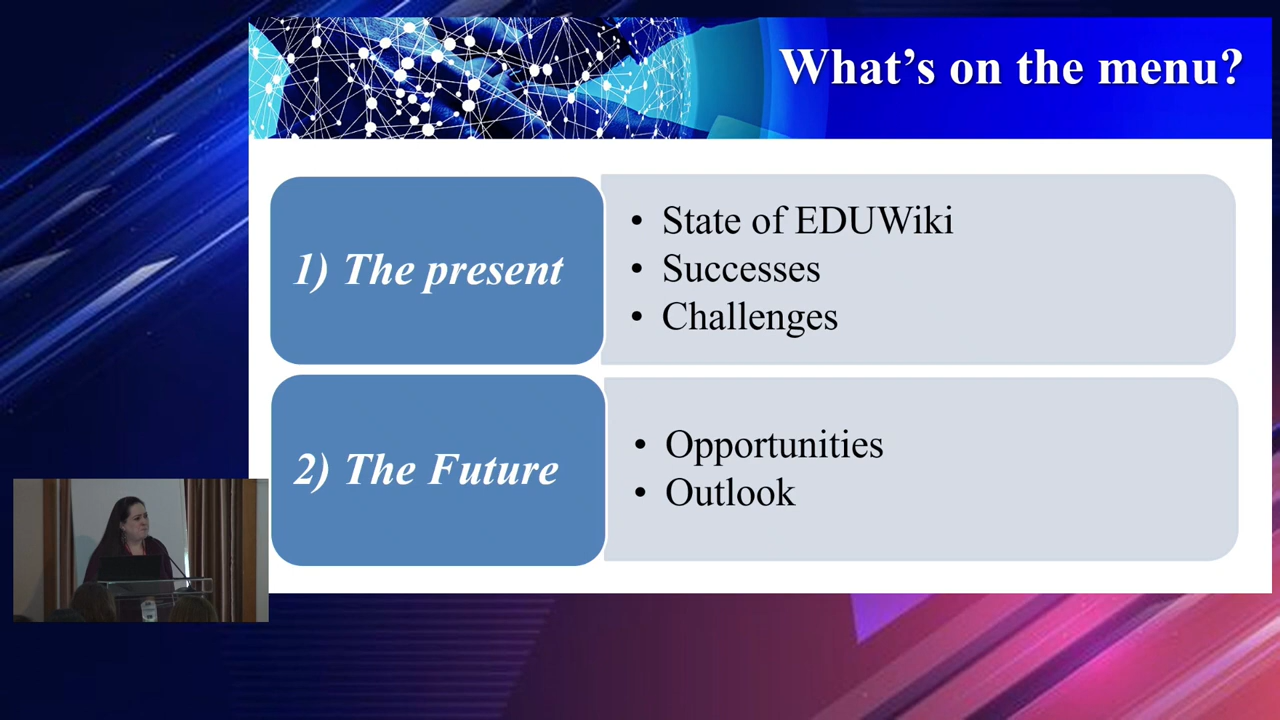 What's on the menu?
1) The present
• State of EDUWiki
• Successes
• Challenges
2) The Future
• Opportunities
• Outlook